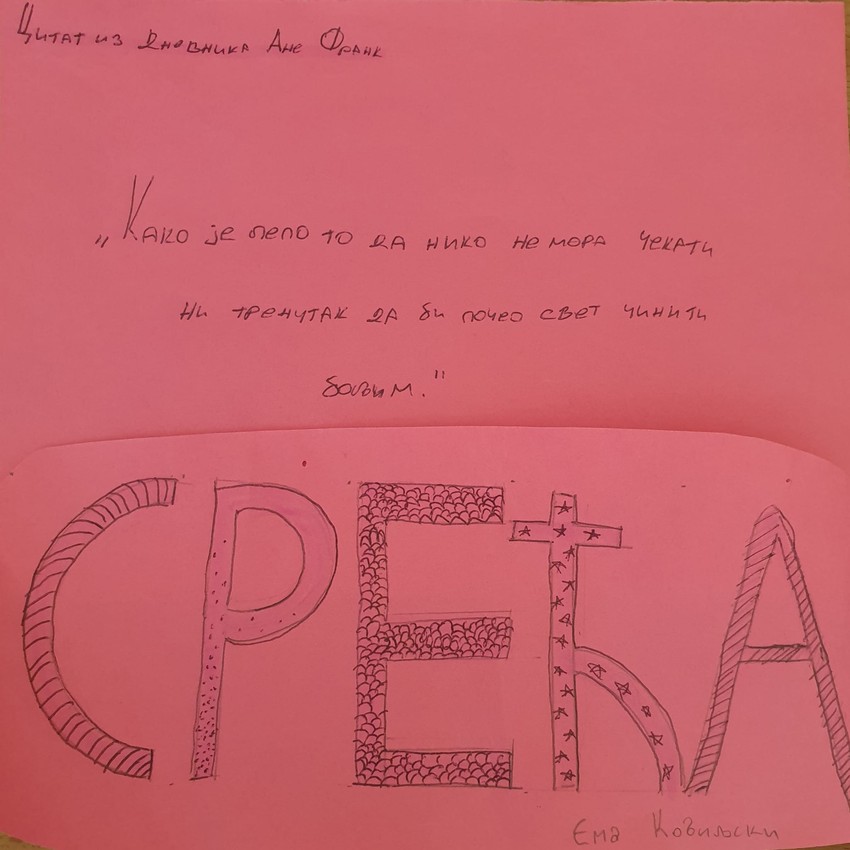 Цитат из Дневника Ане Франк
„Како је лепо то да нико не мора чекати
ни тренутак да би почео свет чинити
бољим."
СРЕЋА
Ема Ковиљски